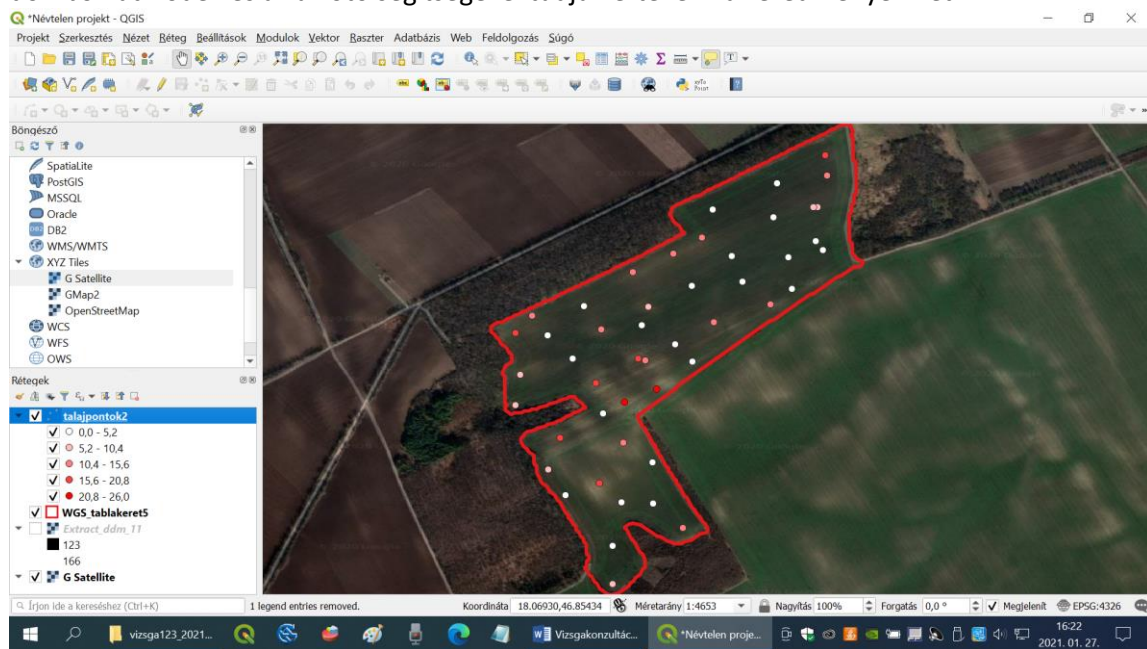 *Névtelen projekt - QGIS
Projekt Szerkesztés Nézet Réteg Beállítások Modulok Vektor Raszter Adatbázis Web Feldolgozás Súgó
Böngésző
SpatiaLite
PostGIS
MSSQL
Oracle
DB2
WMS/WMTS
XYZ Tiles
G Satellite
GMap2
OpenStreetMap
WCS
WFS
OWS
Rétegek
talajpontok2
0,0 - 5,2
5,2 - 10,4
10,4 - 15,6
15,6 - 20,8
20,8 - 26,0
WGS_tablakeret5
Extract_ddm_11
123
166
G Satellite
Írjon ide a kereséshez (Ctrl+K) 1 legend entries removed. Koordináta 18.06930,46.85434 Méretarány 1:4653 Nagyítás 100% Forgatás 0,0 ° Megjelenít EPSG:4326
vizsga123_2021... Vizsgakonzultác... *Névtelen proje... 16:22
2021. 01. 27.